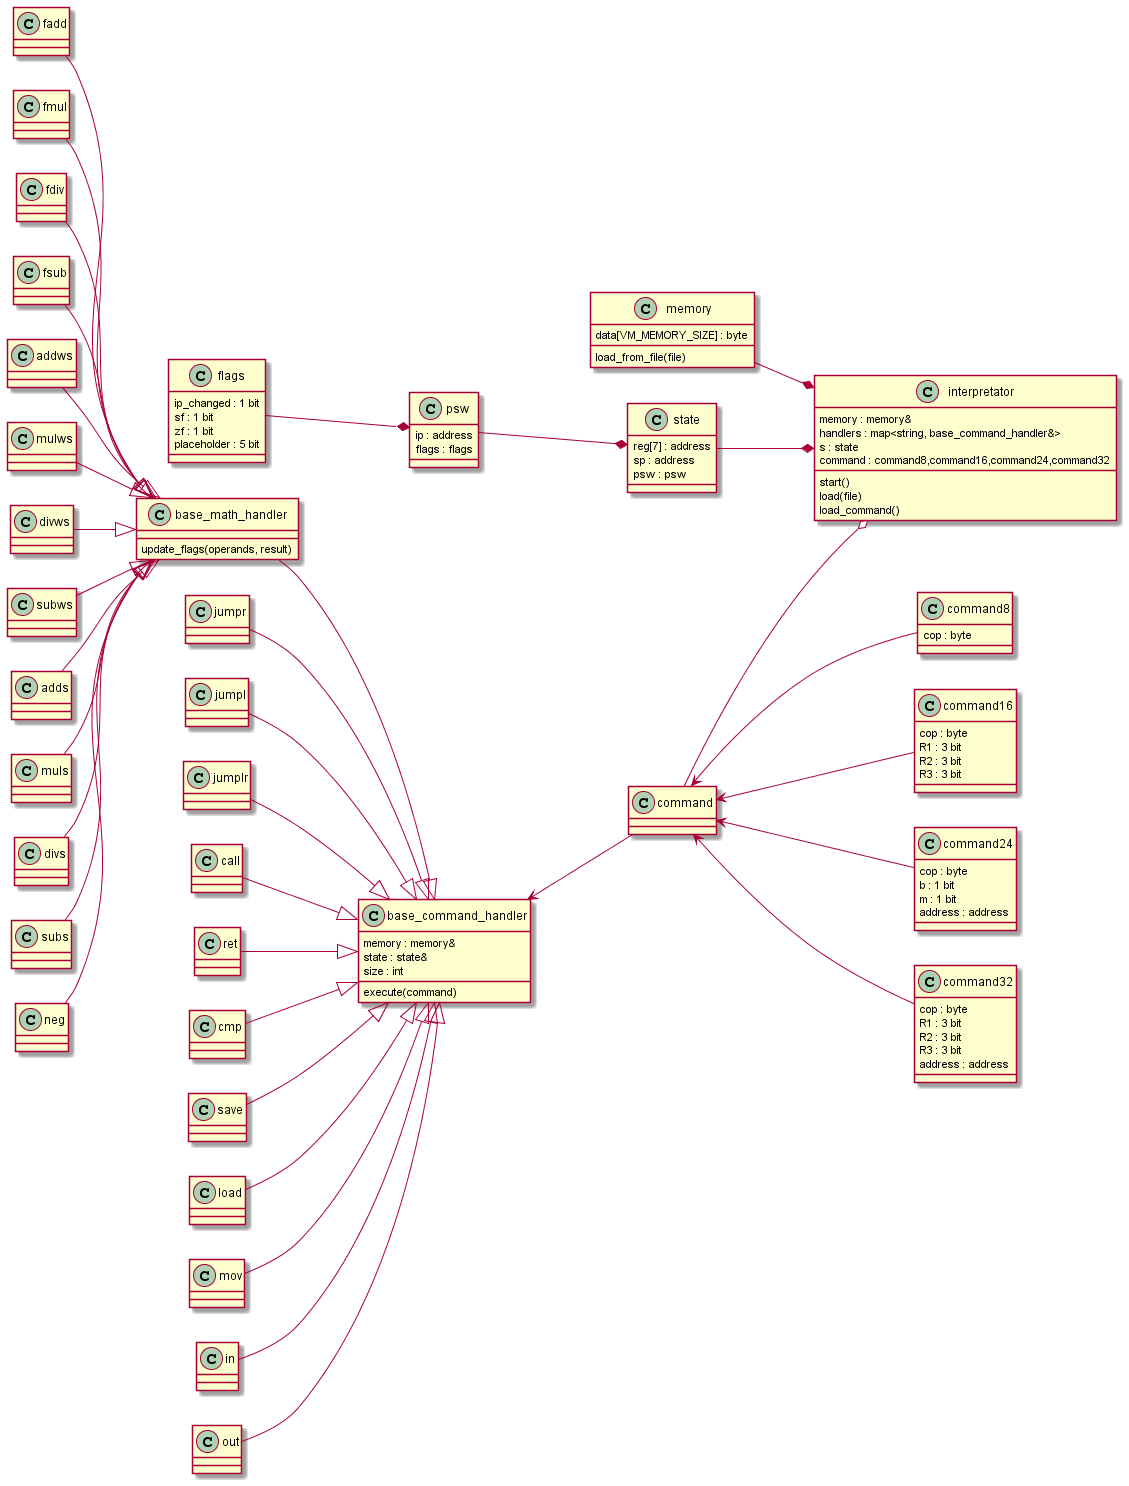 C fadd
C fmul
C fdiv
C fsub
C addws
C mulws
C divws
C subws
C adds
C muls
C divs
C subs
C neg
C flags
ip_changed : 1 bit
sf : 1 bit
zf : 1 bit
placeholder : 5 bit
C base_math_handler
update_flags(operands, result)
C jumpr
C jumpl
C jumplr
C call
C ret
C cmp
C save
C load
C mov
C in
C out
C psw
ip : address
flags : flags
C base_command_handler
memory : memory&
state : state&
size : int
execute(command)
C memory
data[VM_MEMORY_SIZE] : byte
load_from_file(file)
C state
reg[7] : address
sp : address
psw : psw
C command
C interpretator
memory : memory&
handlers : map<string, base_command_handler&>
s : state
command : command8,command16,command24,command32
start()
load(file)
load_command()
C command8
cop : byte
C command16
cop : byte
R1 : 3 bit
R2 : 3 bit
R3 : 3 bit
C command24
cop : byte
b : 1 bit
m : 1 bit
address : address
C command32
cop : byte
R1 : 3 bit
R2 : 3 bit
R3 : 3 bit
address : address